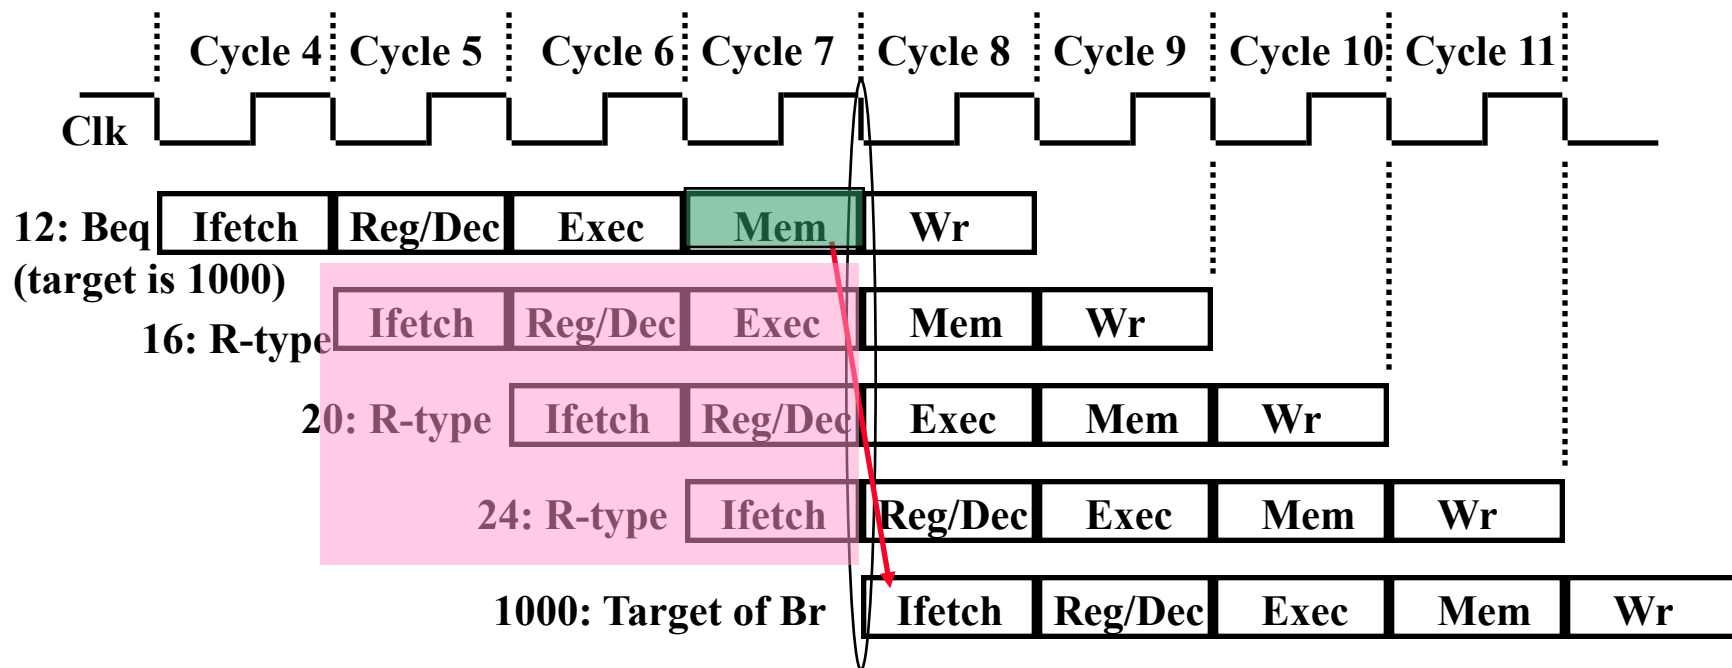 Cycle 4 Cycle 5 Cycle 6 Cycle 7 Cycle 8 Cycle 9 Cycle 10 Cycle 11
Clk
12: Beq Ifetch Reg/Dec Exec Mem Wr
(target is 1000)
16: R-type Ifetch Reg/Dec Exec Mem Wr
20: R-type Ifetch Reg/Dec Exec Mem Wr
24: R-type Ifetch Reg/Dec Exec Mem Wr
1000: Target of Br Ifetch Reg/Dec Exec Mem Wr